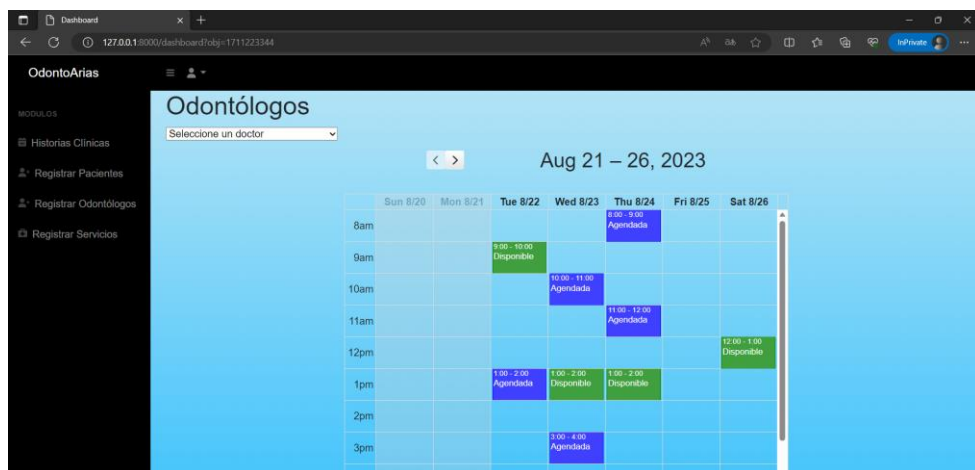 Dashboard
127.0.0.1:8000/dashboard?obj=1711223344
InPrivate
OdontoArias
MODULOS
Historias Clínicas
Registrar Pacientes
Registrar Odontólogos
Registrar Servicios
Odontólogos
Seleccione un doctor
Aug 21 – 26, 2023
Sun 8/20 Mon 8/21 Tue 8/22 Wed 8/23 Thu 8/24 Fri 8/25 Sat 8/26
8am
8:00 - 9:00
Agendada
9am
9:00 - 10:00
Disponible
10am
10:00 - 11:00
Agendada
11am
11:00 - 12:00
Agendada
12pm
12:00 - 1:00
Disponible
1pm
1:00 - 2:00 1:00 - 2:00 1:00 - 2:00
Agendada Disponible Disponible
2pm
3pm
3:00 - 4:00
Agendada